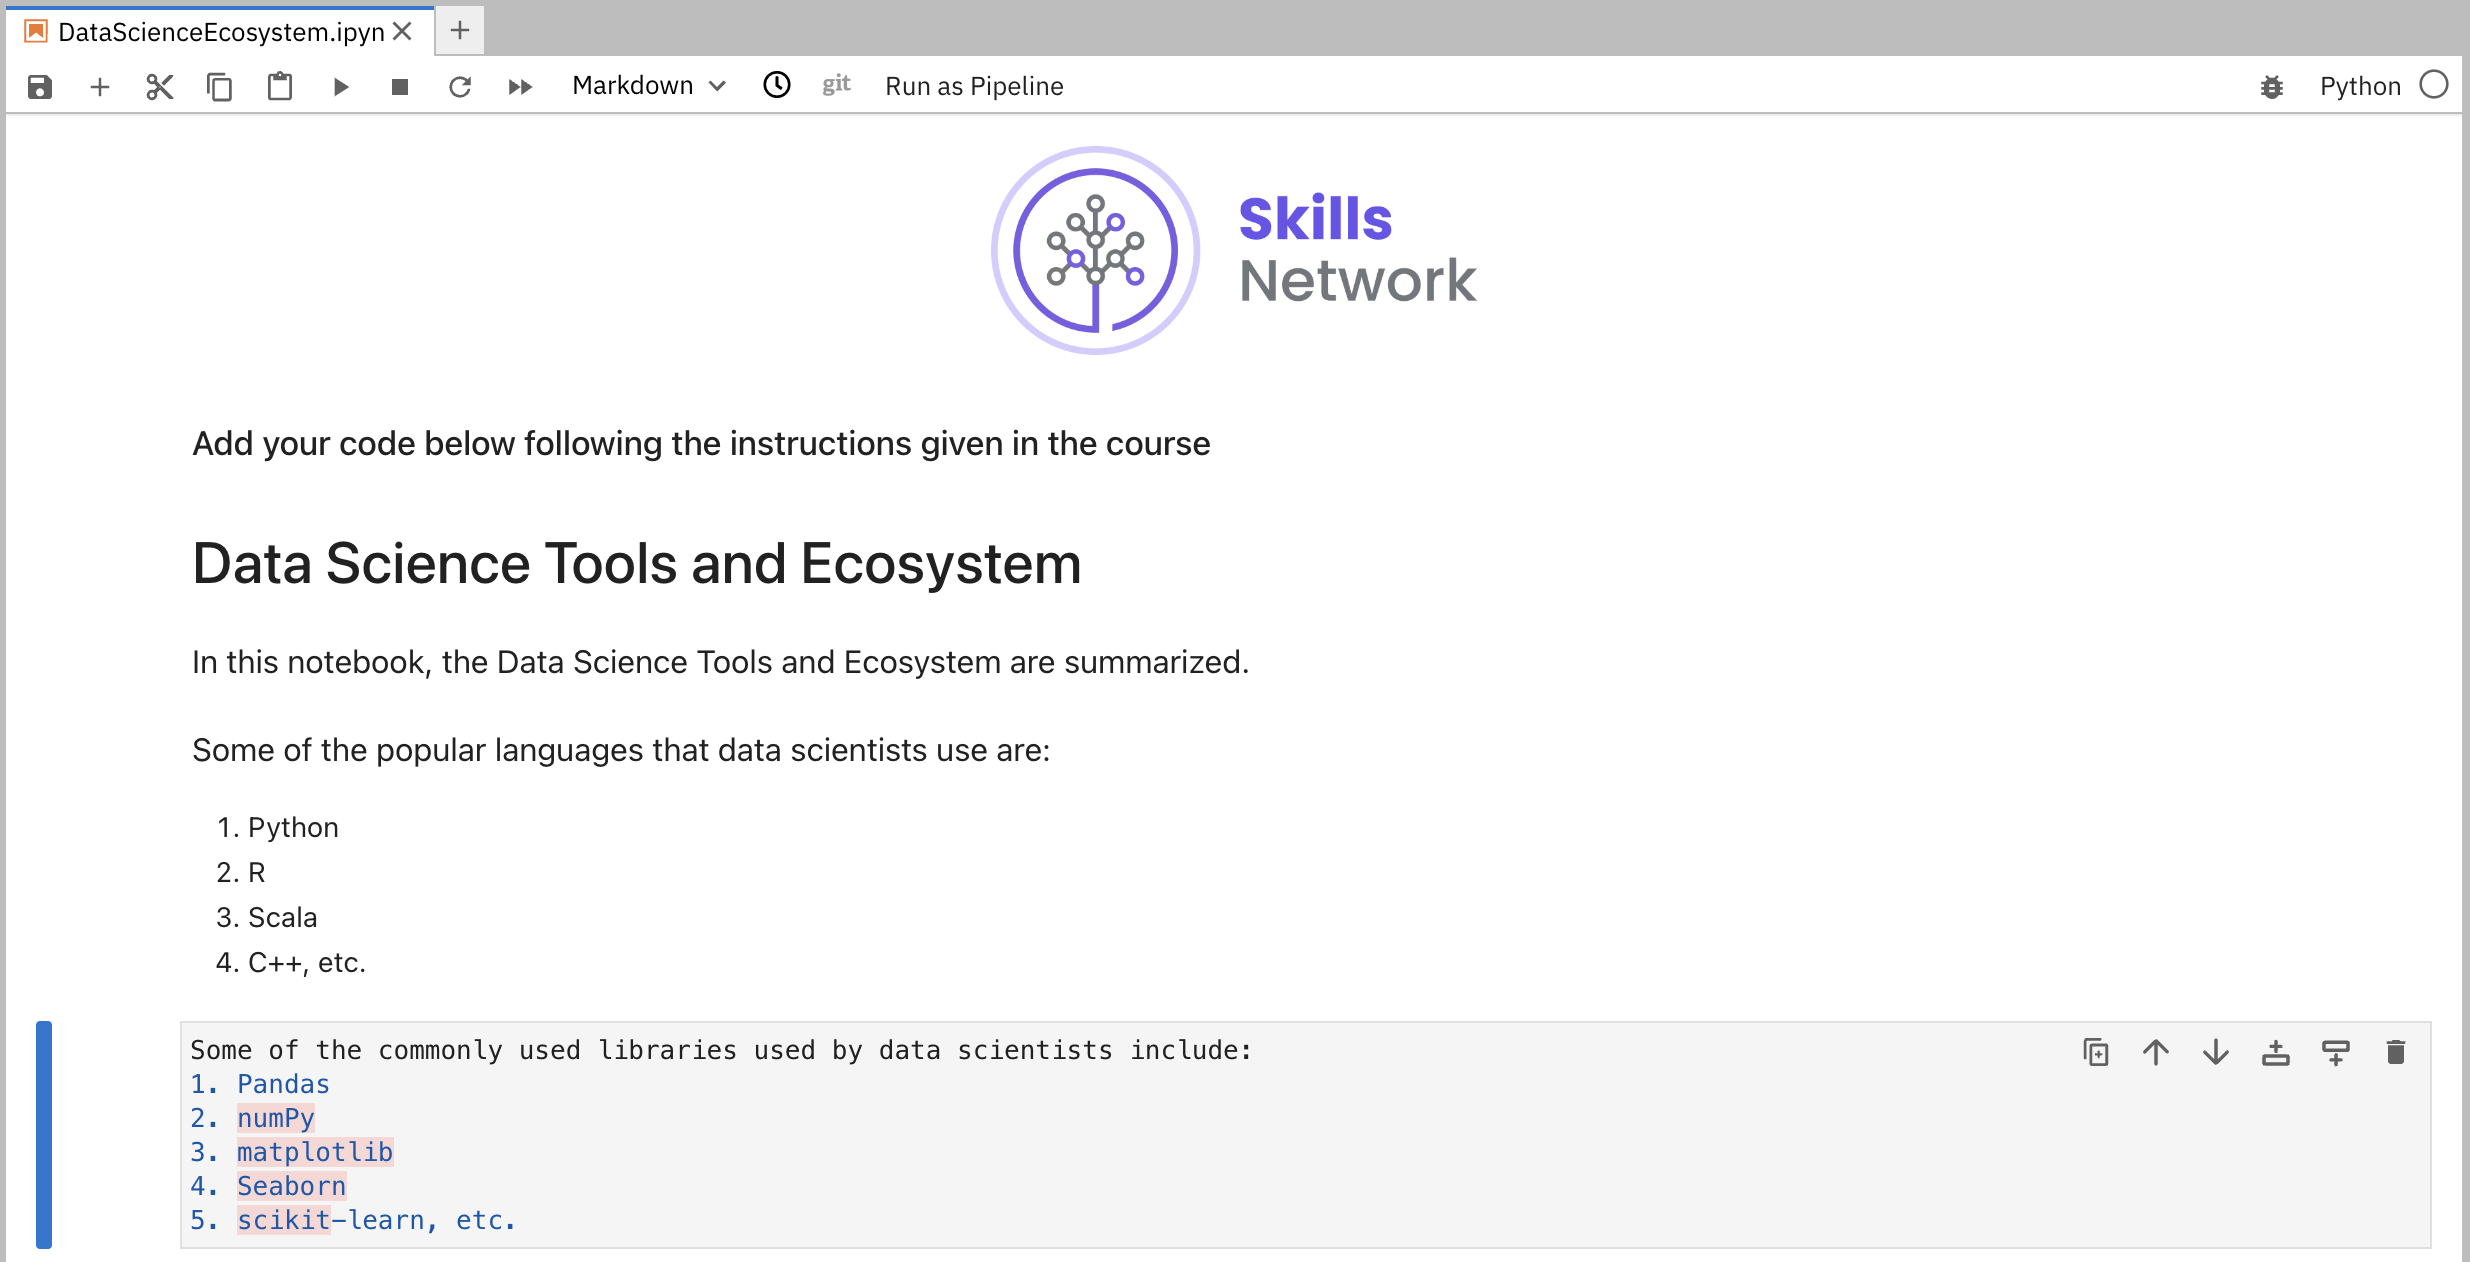 DataScienceEcosystem.ipyn
Markdown git Run as Pipeline Python
Skills
Network
Add your code below following the instructions given in the course
Data Science Tools and Ecosystem
In this notebook, the Data Science Tools and Ecosystem are summarized.
Some of the popular languages that data scientists use are:
1. Python
2. R
3. Scala
4. C++, etc.
Some of the commonly used libraries used by data scientists include:
1. Pandas
2. numPy
3. matplotlib
4. Seaborn
5. scikit-learn, etc.